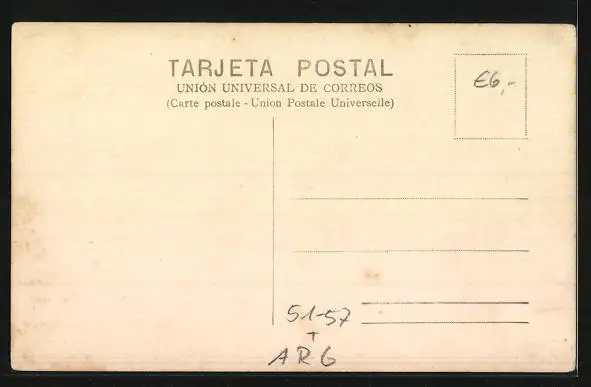 TARJETA POSTAL
UNIÓN UNIVERSAL DE CORREOS
(Carte postale - Union Postale Universelle)
€6,-
51-57
+
ARG